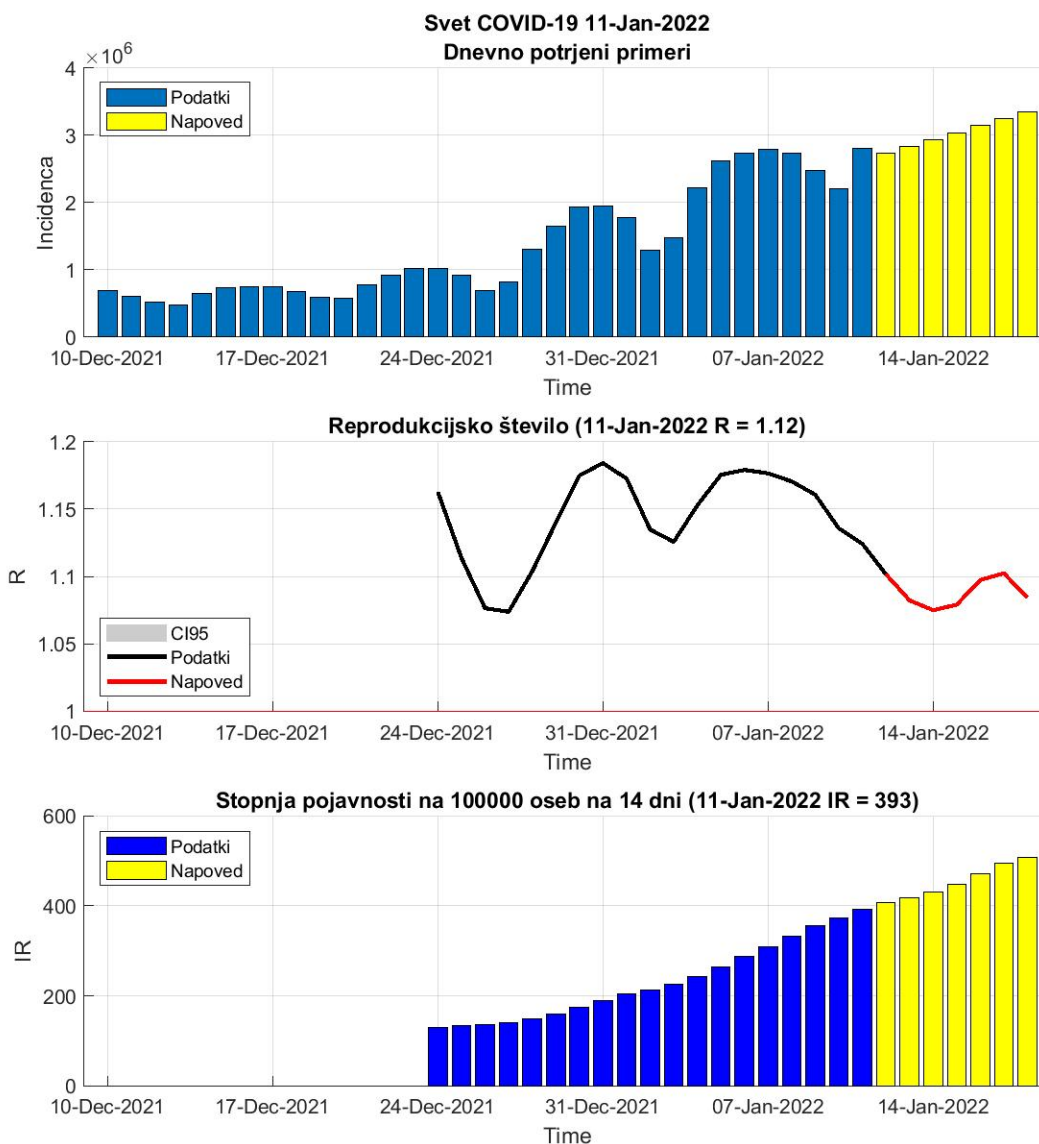 Svet COVID-19 11-Jan-2022
Dnevno potrjeni primeri
×10⁶
4
3
2
1
0
Incidenca
Podatki
Napoved
10-Dec-2021 17-Dec-2021 24-Dec-2021 31-Dec-2021 07-Jan-2022 14-Jan-2022
Time
Reprodukcijsko število (11-Jan-2022 R = 1.12)
1.2
1.15
1.1
1.05
1
R
CI95
Podatki
Napoved
10-Dec-2021 17-Dec-2021 24-Dec-2021 31-Dec-2021 07-Jan-2022 14-Jan-2022
Time
Stopnja pojavnosti na 100000 oseb na 14 dni (11-Jan-2022 IR = 393)
600
400
200
0
IR
Podatki
Napoved
10-Dec-2021 17-Dec-2021 24-Dec-2021 31-Dec-2021 07-Jan-2022 14-Jan-2022
Time